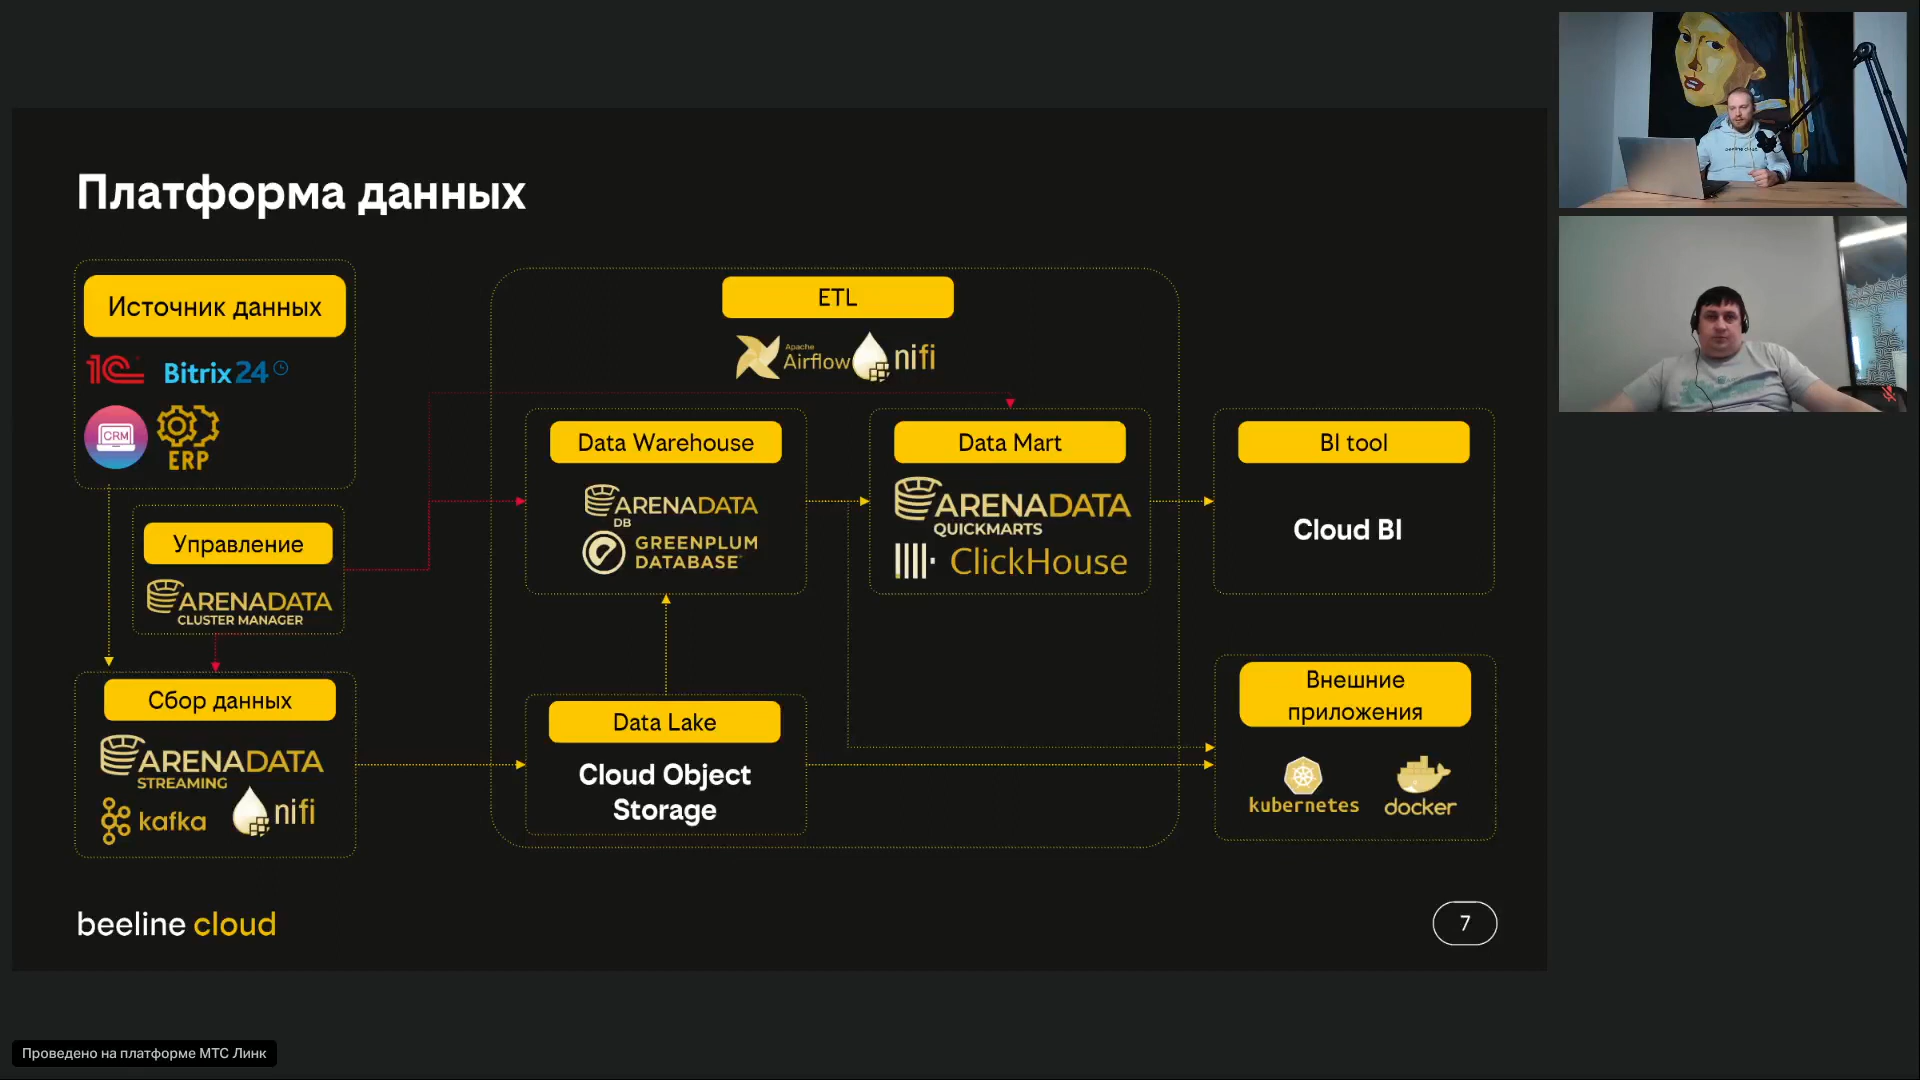 Платформа данных
Источник данных
1С
Bitrix24
CRM
ERP
Управление
ARENADATA
CLUSTER MANAGER
Сбор данных
ARENADATA
STREAMING
kafka
nifi
ETL
Apache
Airflow
nifi
Data Warehouse
ARENADATA
DB
GREENPLUM
DATABASE
Data Mart
ARENADATA
QUICKMARTS
ClickHouse
Data Lake
Cloud Object
Storage
BI tool
Cloud BI
Внешние
приложения
kubernetes
docker
beeline cloud
7
beeline cloud
Проведено на платформе МТС Линк